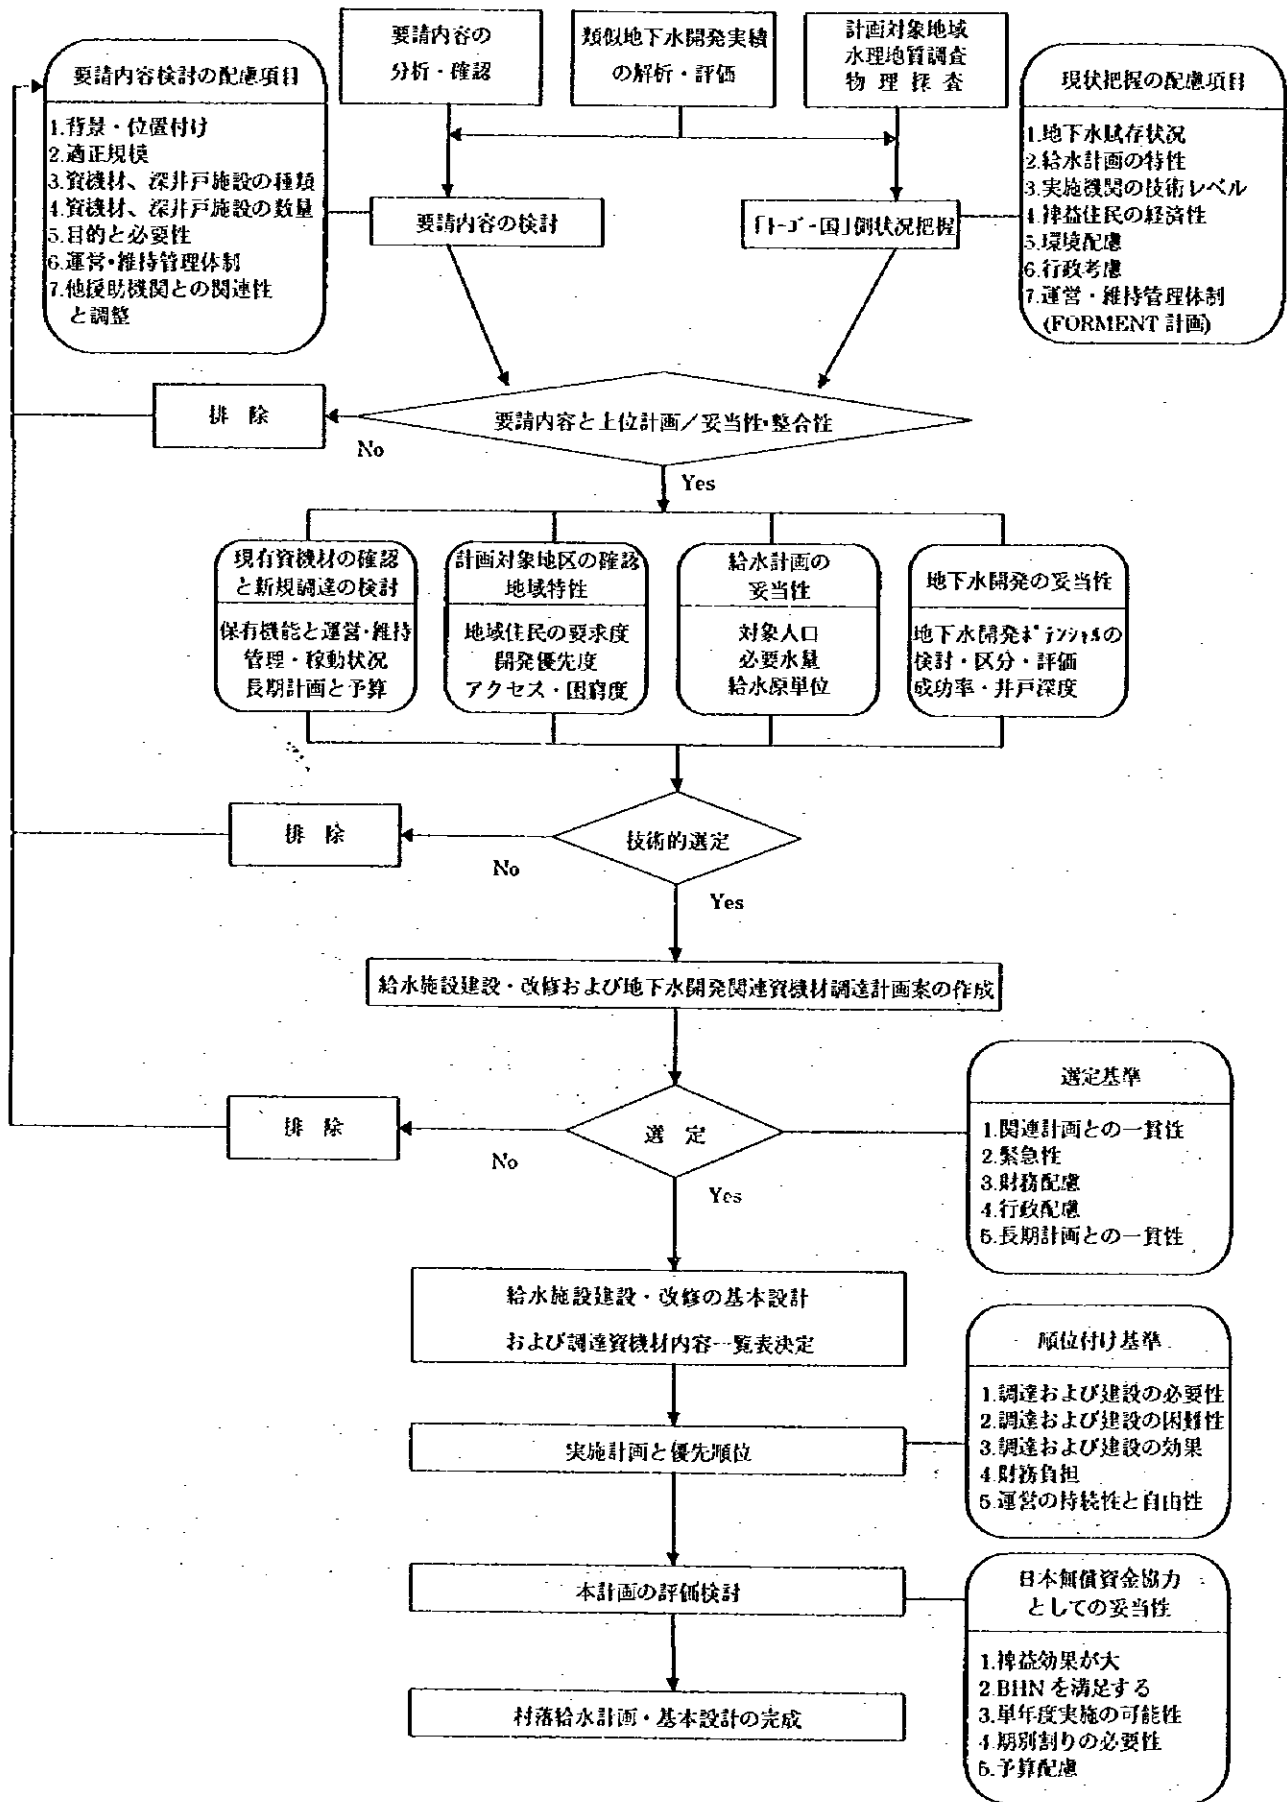 要請内容の
分析・確認
類似地下水開発実績
の解析・評価
計画対象地域
水理地質調査
物理探査
要請内容検討の配慮項目
1.背景・位置付け
2.適正規模
3.資機材、深井戸施設の種類
4.資機材、深井戸施設の数量
5.目的と必要性
6.運営・維持管理体制
7.他援助機関との関連性
と調整
現状把握の配慮項目
1.地下水賦存状況
2.給水計画の特性
3.実施機関の技術レベル
4.裨益住民の経済性
5.環境配慮
6.行政考慮
7.運営・維持管理体制
(FORMENT 計画)
要請内容の検討
「トーゴー国」側状況把握
要請内容と上位計画/妥当性・整合性
排除
No
Yes
現有資機材の確認
と新規調達の検討
保有機能と運営・維持
管理・稼動状況
長期計画と予算
計画対象地区の確認
地域特性
地域住民の要求度
開発優先度
アクセス・困窮度
給水計画の
妥当性
対象人口
必要水量
給水原単位
地下水開発の妥当性
地下水開発ポテンシャルの
検討・区分・評価
成功率・井戸深度
技術的選定
排除
No
Yes
給水施設建設・改修および地下水開発関連資機材調達計画案の作成
選定
排除
No
Yes
選定基準
1.関連計画との一貫性
2.緊急性
3.財務配慮
4.行政配慮
5.長期計画との一貫性
給水施設建設・改修の基本設計
および調達資機材内容一覧表決定
順位付け基準
1.調達および建設の必要性
2.調達および建設の困難性
3.調達および建設の効果
4.財務負担
5.運営の持続性と自由性
実施計画と優先順位
本計画の評価検討
日本無償資金協力
としての妥当性
1.裨益効果が大
2.BHNを満足する
3.単年度実施の可能性
4.期別割りの必要性
5.予算配慮
村落給水計画・基本設計の完成